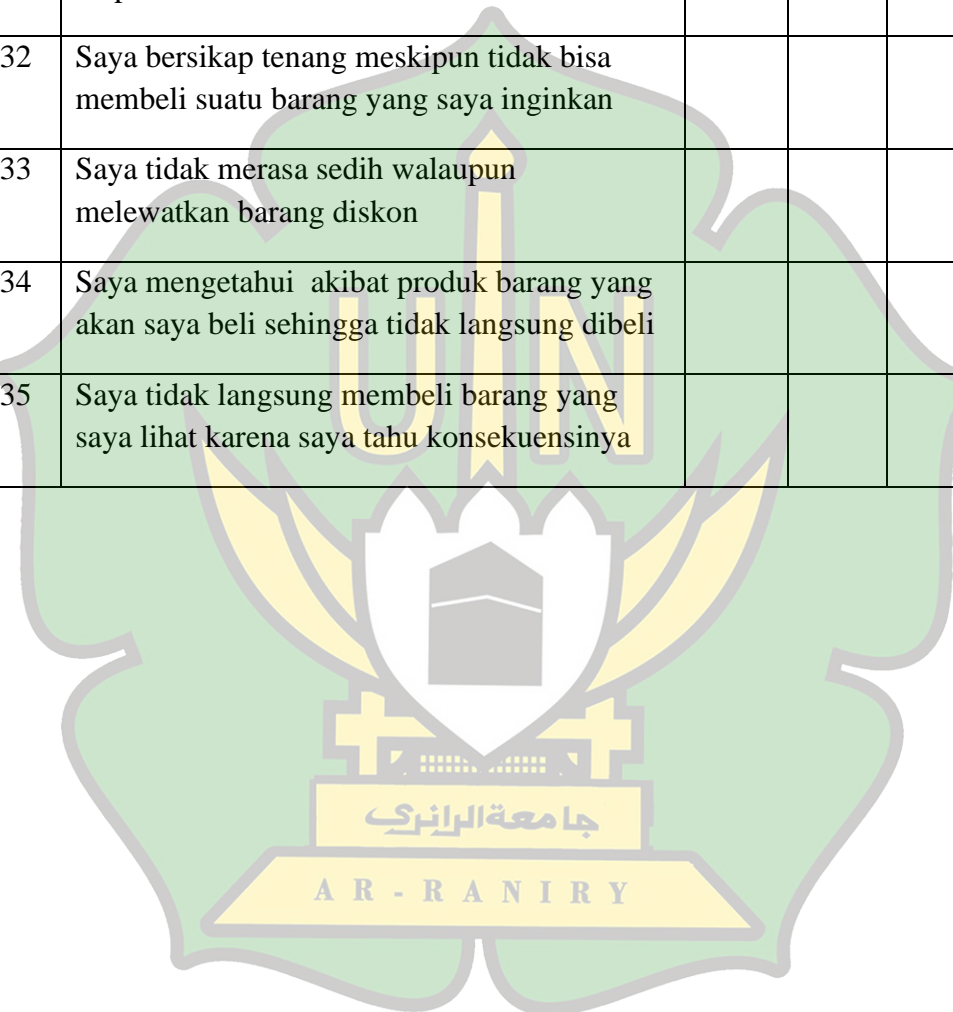 32 Saya bersikap tenang meskipun tidak bisa
membeli suatu barang yang saya inginkan
33 Saya tidak merasa sedih walaupun
melewatkan barang diskon
34 Saya mengetahui akibat produk barang yang
akan saya beli sehingga tidak langsung dibeli
35 Saya tidak langsung membeli barang yang
saya lihat karena saya tahu konsekuensinya
UIN
جامعة الرانري
AR-RANIRY